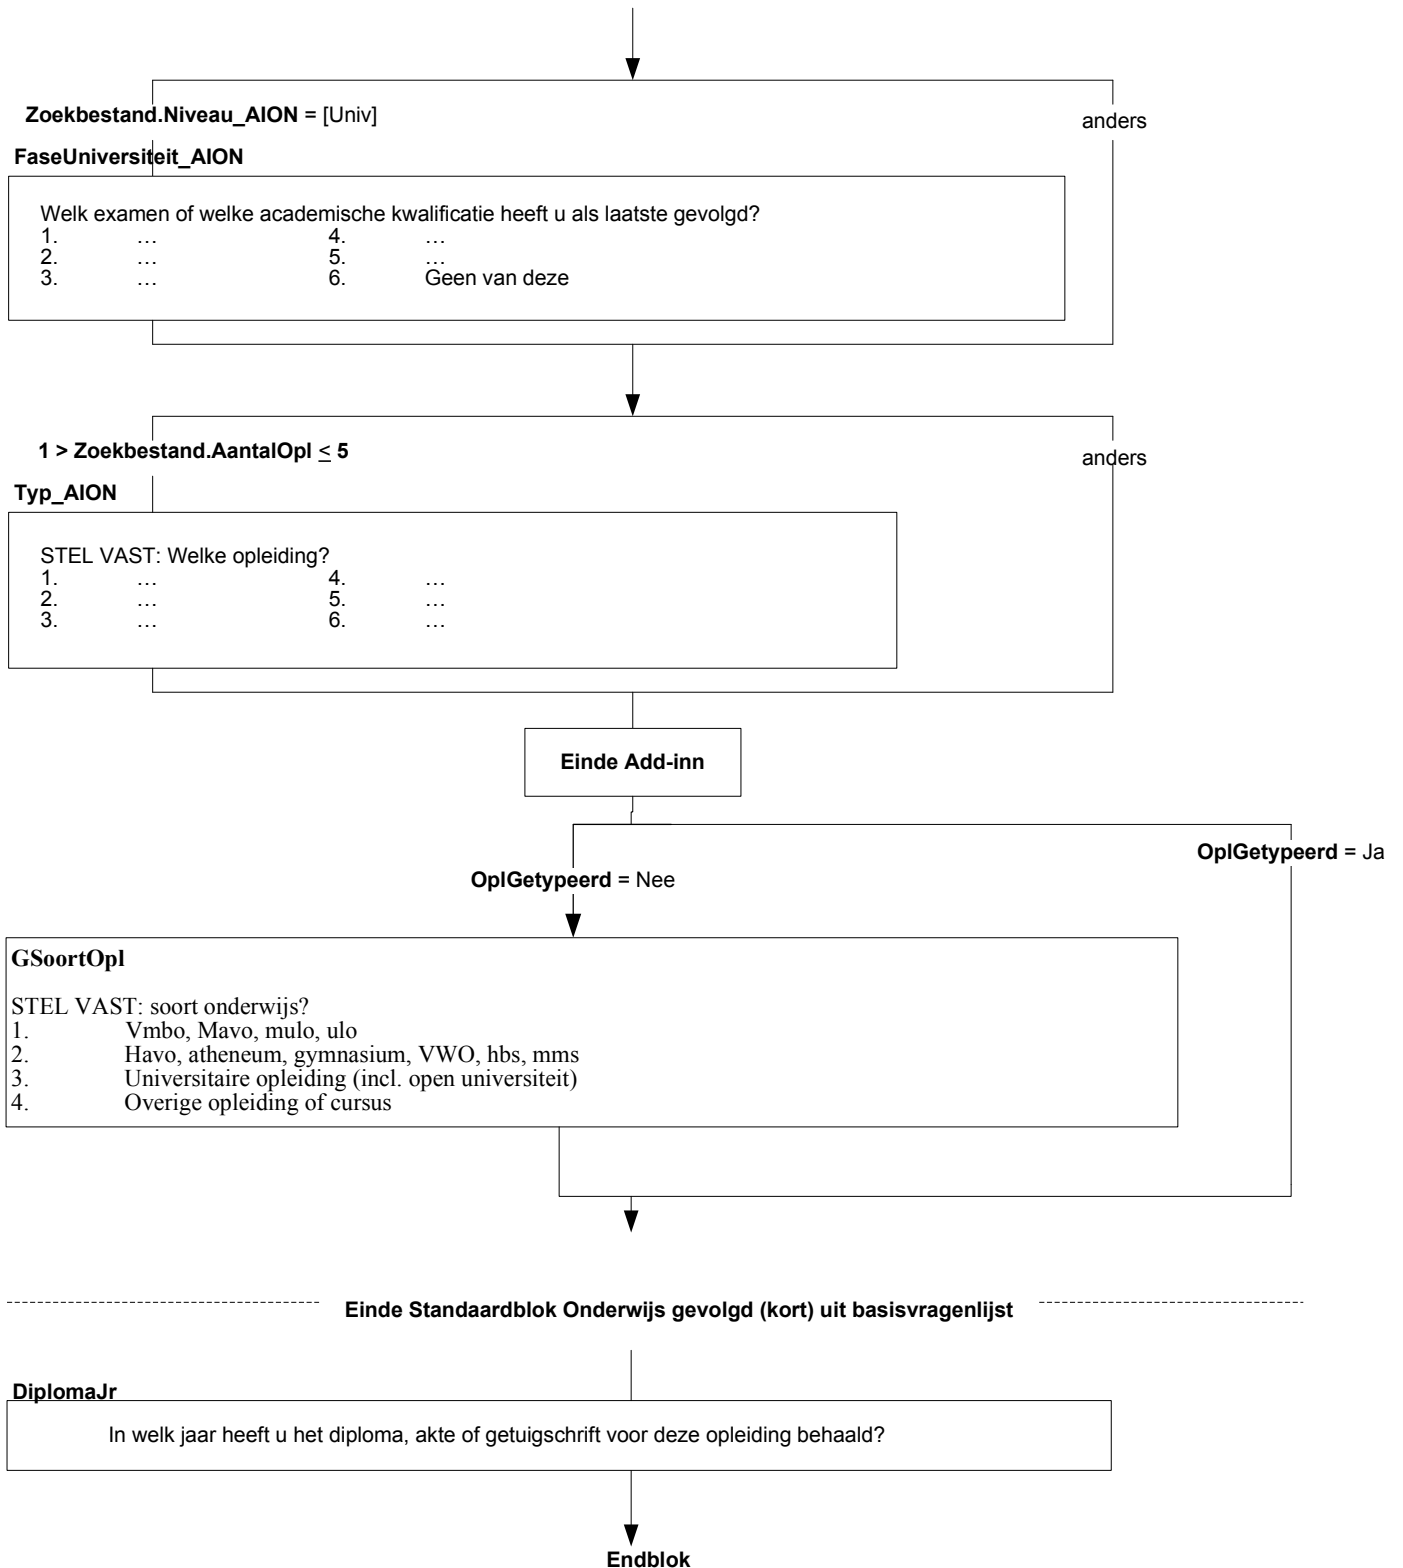 Zoekbestand.Niveau_AION = [Univ]
anders
FaseUniversiteit_AION
Welk examen of welke academische kwalificatie heeft u als laatste gevolgd?
1. … 4. …
2. … 5. …
3. … 6. Geen van deze
1 > Zoekbestand.AantalOpl ≤ 5
anders
Typ_AION
STEL VAST: Welke opleiding?
1. … 4. …
2. … 5. …
3. … 6. …
Einde Add-inn
OplGetypeerd = Ja
OplGetypeerd = Nee
GSoortOpl
STEL VAST: soort onderwijs?
1. Vmbo, Mavo, mulo, ulo
2. Havo, atheneum, gymnasium, VWO, hbs, mms
3. Universitaire opleiding (incl. open universiteit)
4. Overige opleiding of cursus
Einde Standaardblok Onderwijs gevolgd (kort) uit basisvragenlijst
DiplomaJr
In welk jaar heeft u het diploma, akte of getuigschrift voor deze opleiding behaald?
Endblok